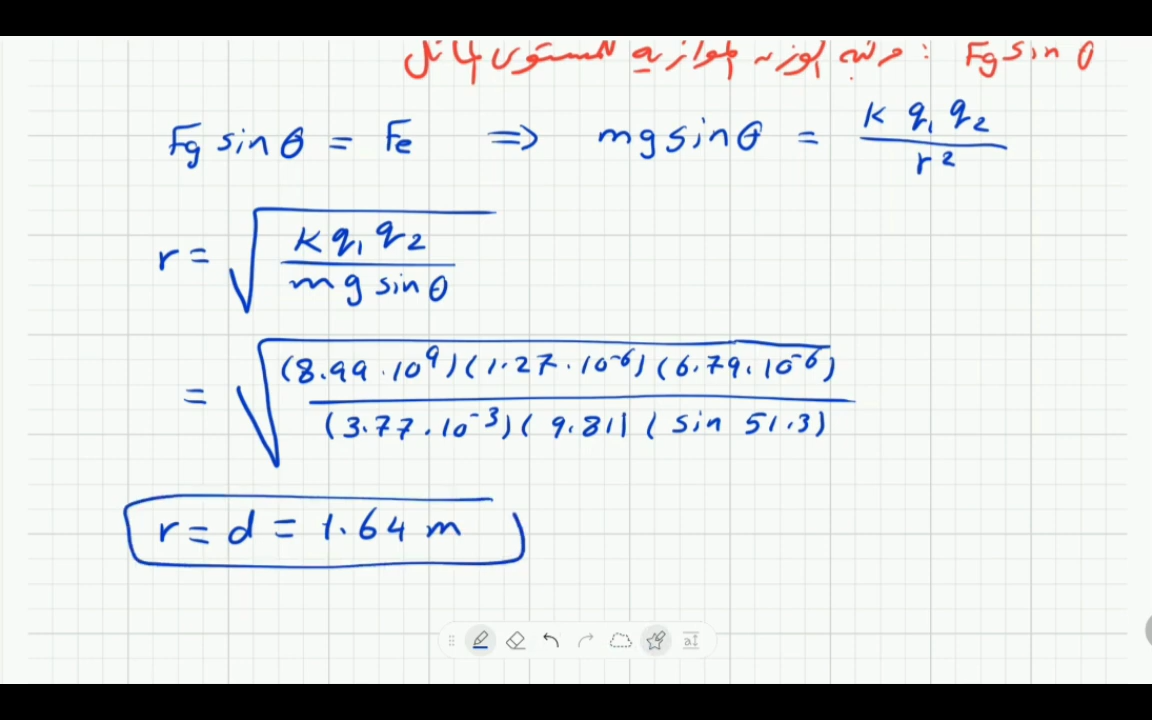 Fg sin θ : مركبة الوزن الموازية للمستوى المائل
Fg sin θ = Fe ⇒ mg sin θ = k q₁ q₂ / r²
r = √( k q₁ q₂ / m g sin θ )
= √( (8.99 · 10⁹)(1.27 · 10⁻⁶)(6.79 · 10⁻⁶) / (3.77 · 10⁻³)(9.81)(sin 51.3) )
r = d = 1.64 m